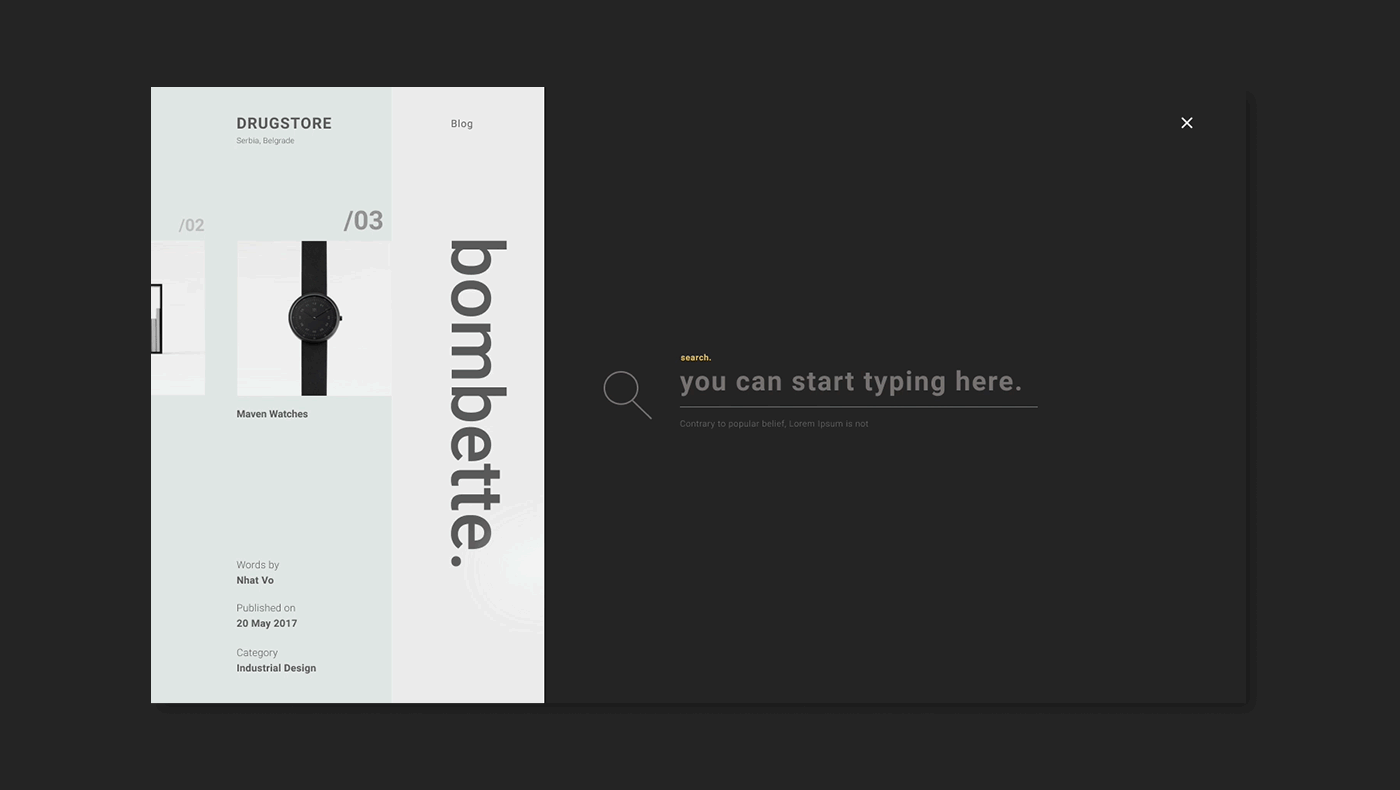 DRUGSTORE
Serbia, Belgrade
Blog
/02
/03
Maven Watches
bombette.
Words by
Nhat Vo
Published on
20 May 2017
Category
Industrial Design
search.
you can start typing here.
Contrary to popular belief, Lorem Ipsum is not